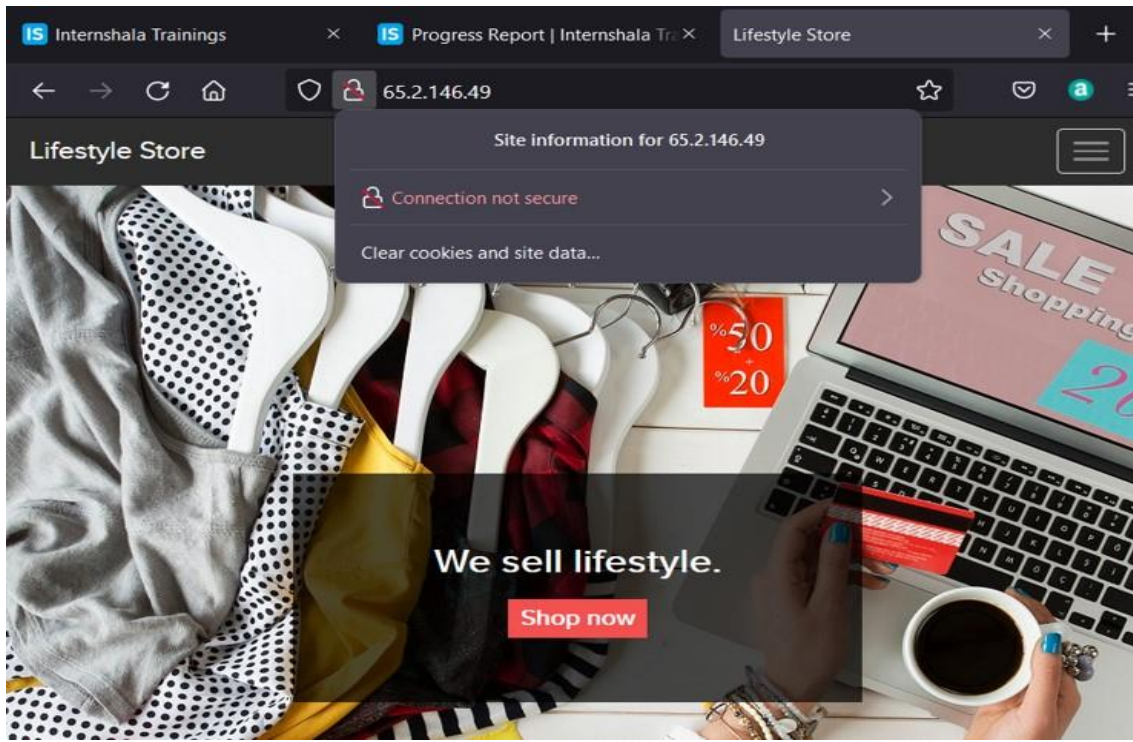 IS Internshala Trainings
IS Progress Report | Internshala Tr
Lifestyle Store
65.2.146.49
a
Lifestyle Store
Site information for 65.2.146.49
Connection not secure
Clear cookies and site data...
SALE
Shopping
%50
+
%20
We sell lifestyle.
Shop now